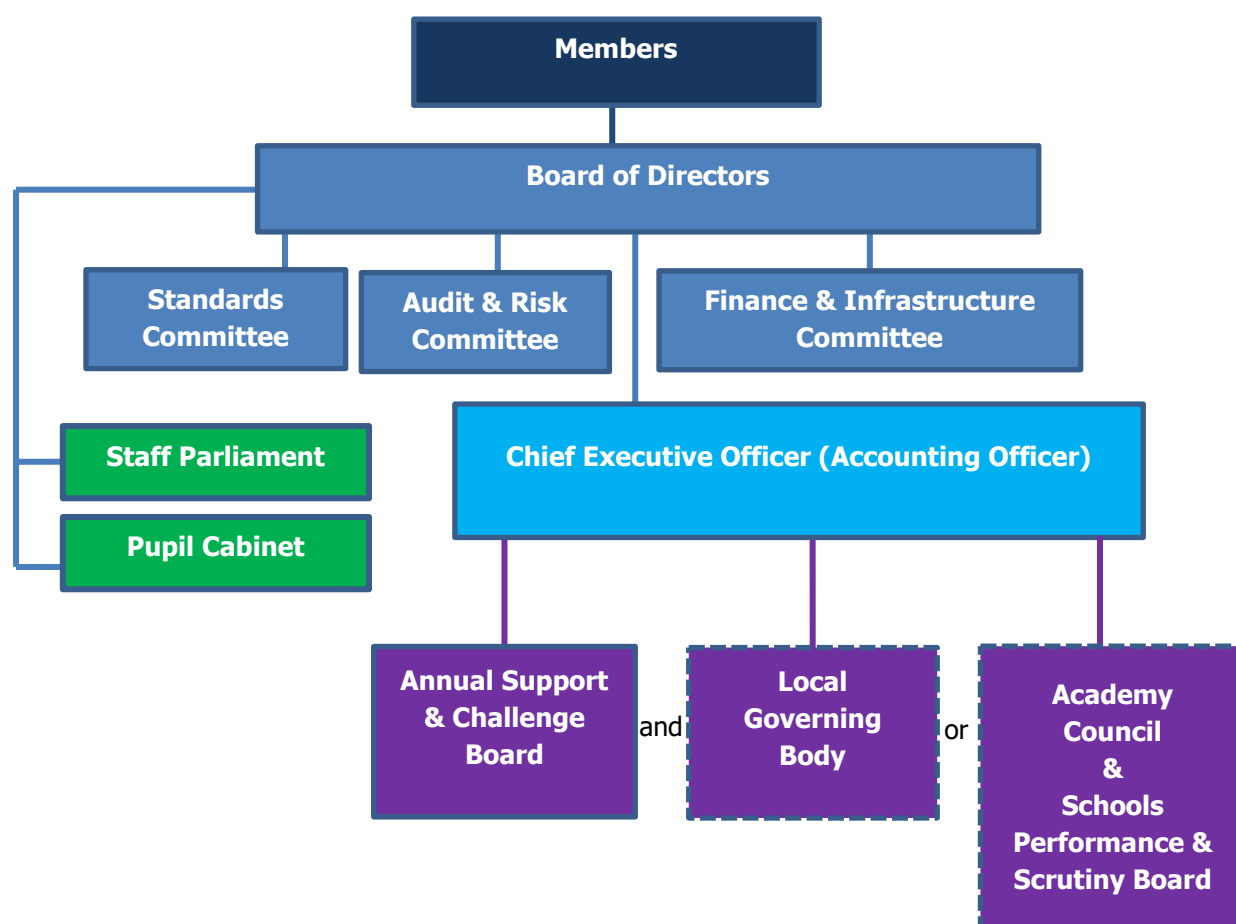 Members
Board of Directors
Standards
Committee
Audit & Risk
Committee
Finance & Infrastructure
Committee
Staff Parliament
Pupil Cabinet
Chief Executive Officer (Accounting Officer)
Annual Support
& Challenge
Board
and
Local
Governing
Body
or
Academy
Council
&
Schools
Performance &
Scrutiny Board